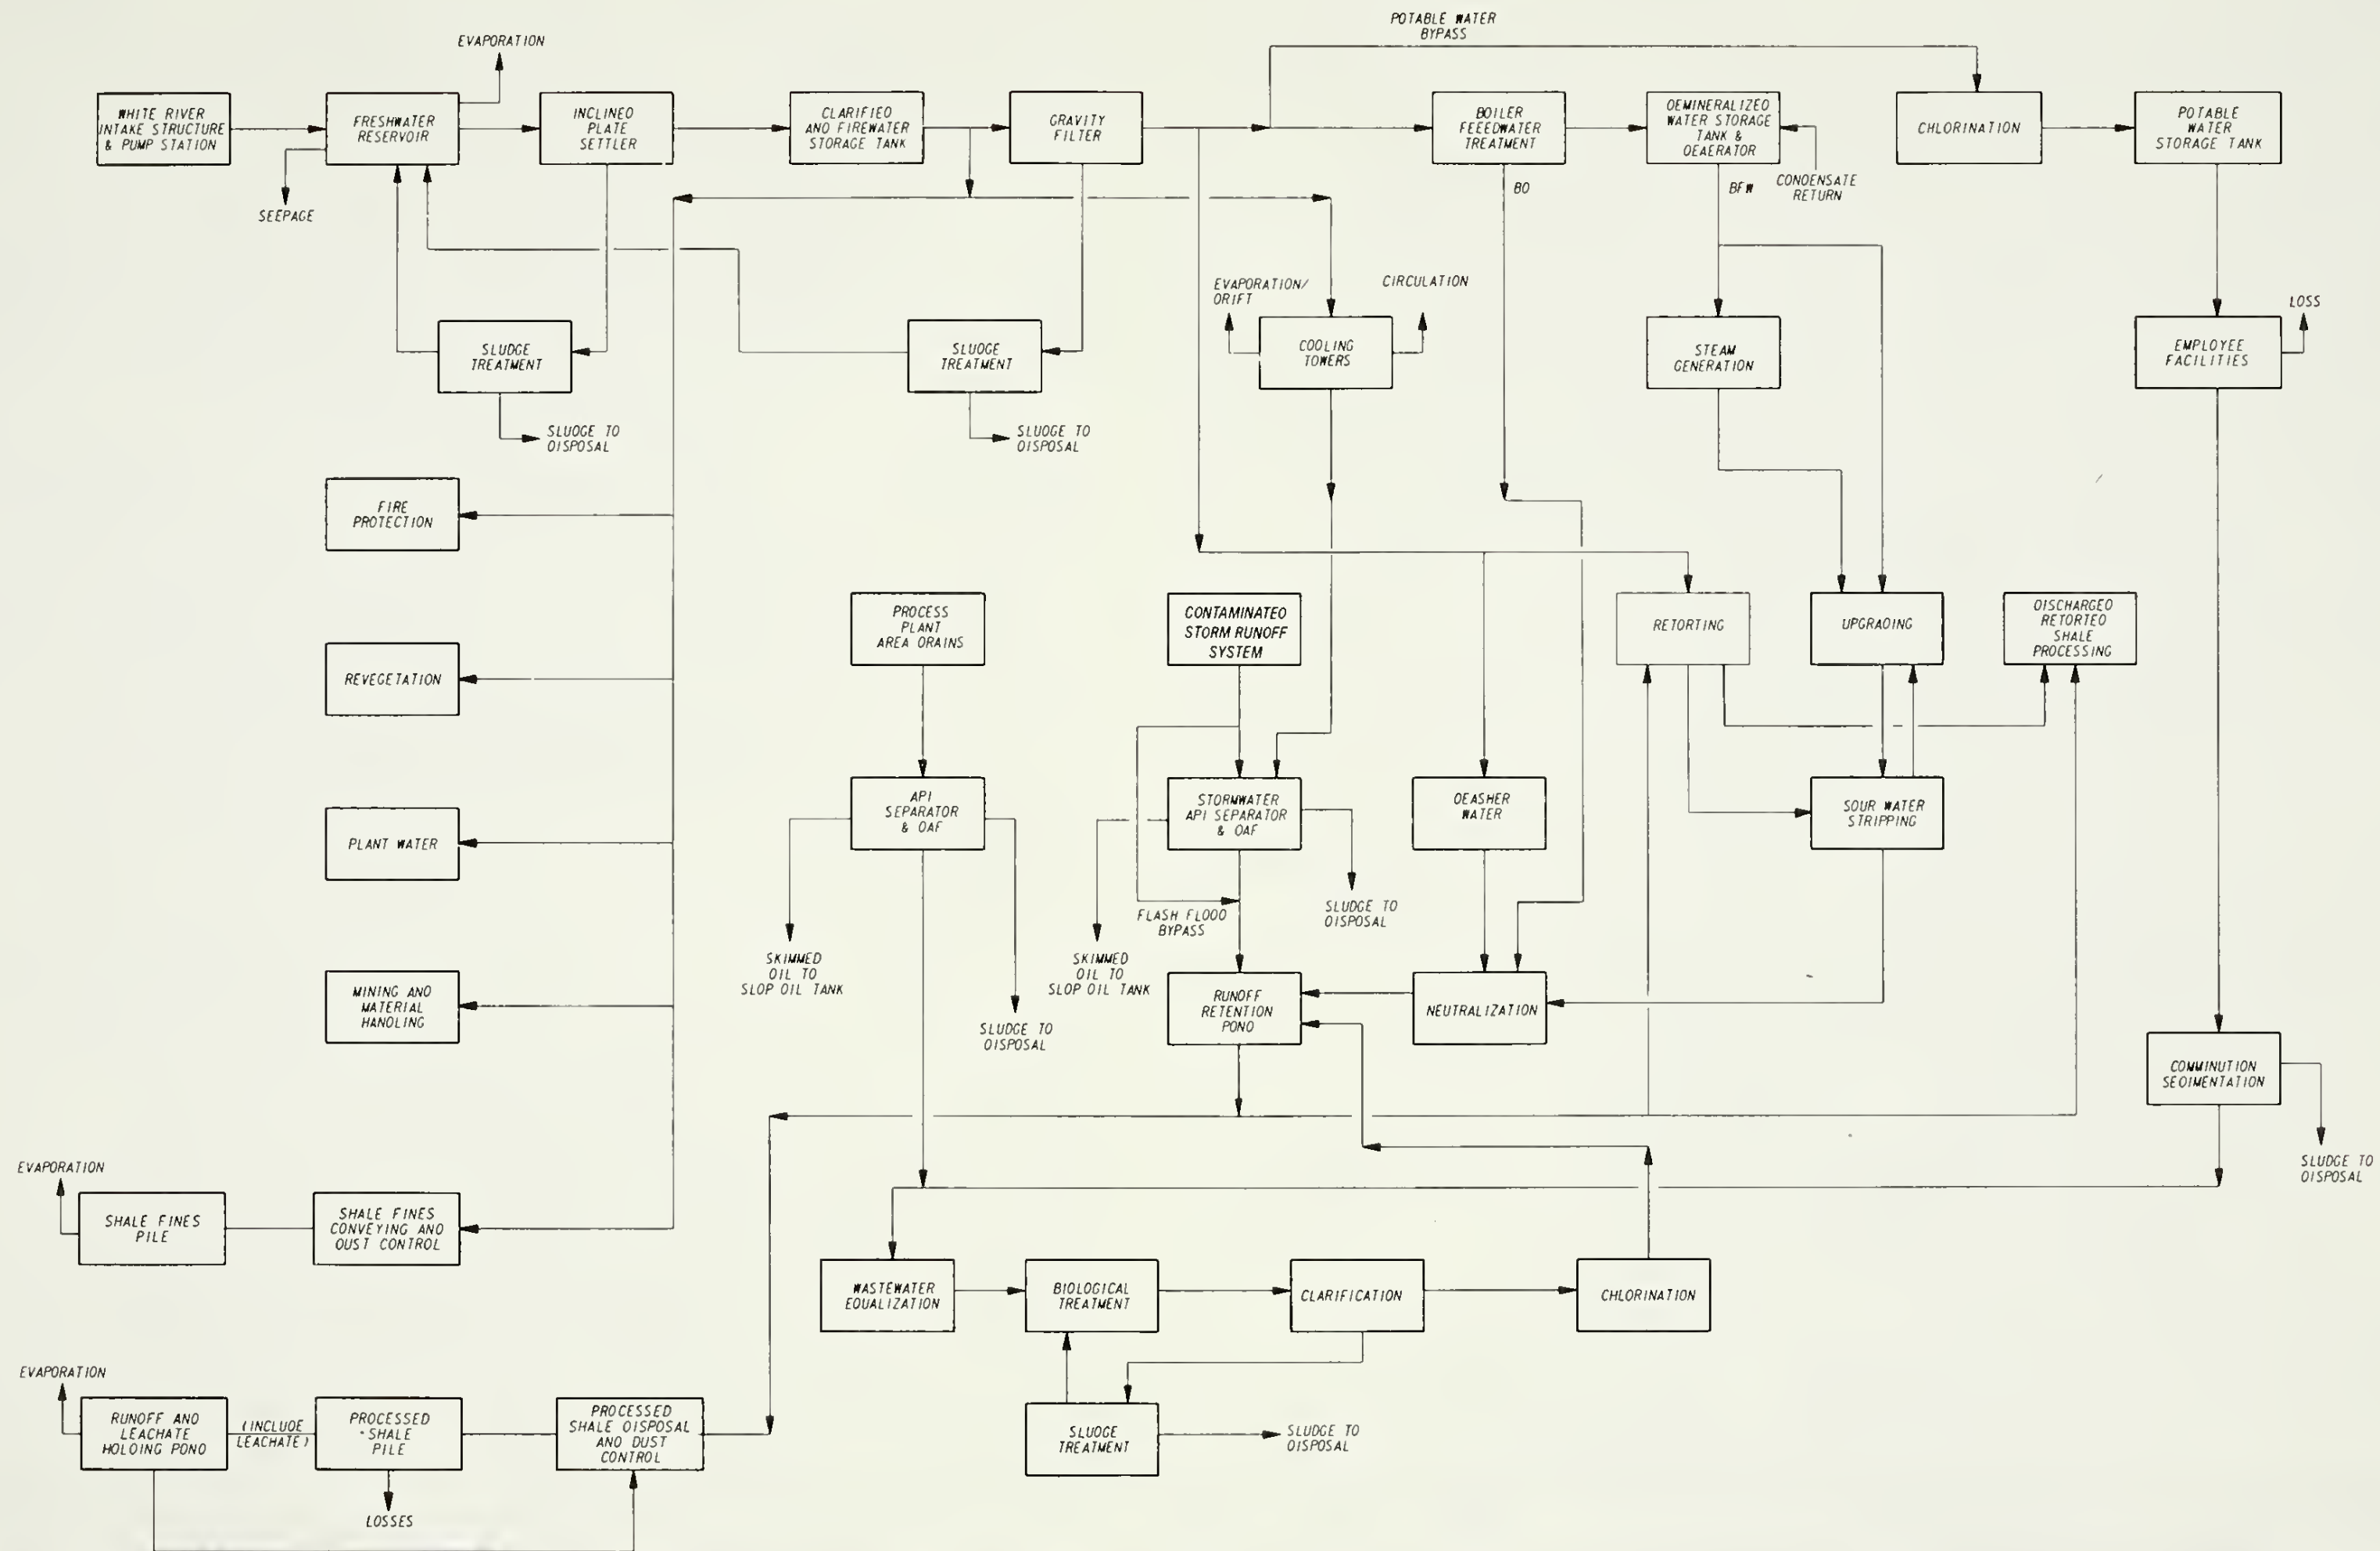 POTABLE WATER
BYPASS
EVAPORATION
WHITE RIVER
INTAKE STRUCTURE
& PUMP STATION
FRESHWATER
RESERVOIR
INCLINED
PLATE
SETTLER
CLARIFIED
AND FIREWATER
STORAGE TANK
GRAVITY
FILTER
BOILER
FEEEDWATER
TREATMENT
DEMINERALIZED
WATER STORAGE
TANK &
DEAERATOR
CHLORINATION
POTABLE
WATER
STORAGE TANK
SEEPAGE
BD
BFW
CONDENSATE
RETURN
EVAPORATION/
DRIFT
CIRCULATION
LOSS
SLUDGE
TREATMENT
SLUDGE
TREATMENT
COOLING
TOWERS
STEAM
GENERATION
EMPLOYEE
FACILITIES
SLUDGE TO
DISPOSAL
SLUDGE TO
DISPOSAL
FIRE
PROTECTION
PROCESS
PLANT
AREA DRAINS
CONTAMINATED
STORM RUNOFF
SYSTEM
RETORTING
UPGRADING
DISCHARGED
RETORTED
SHALE
PROCESSING
REVEGETATION
PLANT WATER
API
SEPARATOR
& DAF
STORMWATER
API SEPARATOR
& DAF
DEASHER
WATER
SOUR WATER
STRIPPING
FLASH FLOOD
BYPASS
SLUDGE TO
DISPOSAL
SKIMMED
OIL TO
SLOP OIL TANK
SKIMMED
OIL TO
SLOP OIL TANK
MINING AND
MATERIAL
HANDLING
RUNOFF
RETENTION
POND
NEUTRALIZATION
SLUDGE TO
DISPOSAL
COMMINUTION
SEDIMENTATION
SLUDGE TO
DISPOSAL
EVAPORATION
SHALE FINES
PILE
SHALE FINES
CONVEYING AND
DUST CONTROL
WASTEWATER
EQUALIZATION
BIOLOGICAL
TREATMENT
CLARIFICATION
CHLORINATION
EVAPORATION
RUNOFF AND
LEACHATE
HOLDING POND
(INCLUDE
LEACHATE)
PROCESSED
SHALE
PILE
PROCESSED
SHALE DISPOSAL
AND DUST
CONTROL
SLUDGE
TREATMENT
SLUDGE TO
DISPOSAL
LOSSES